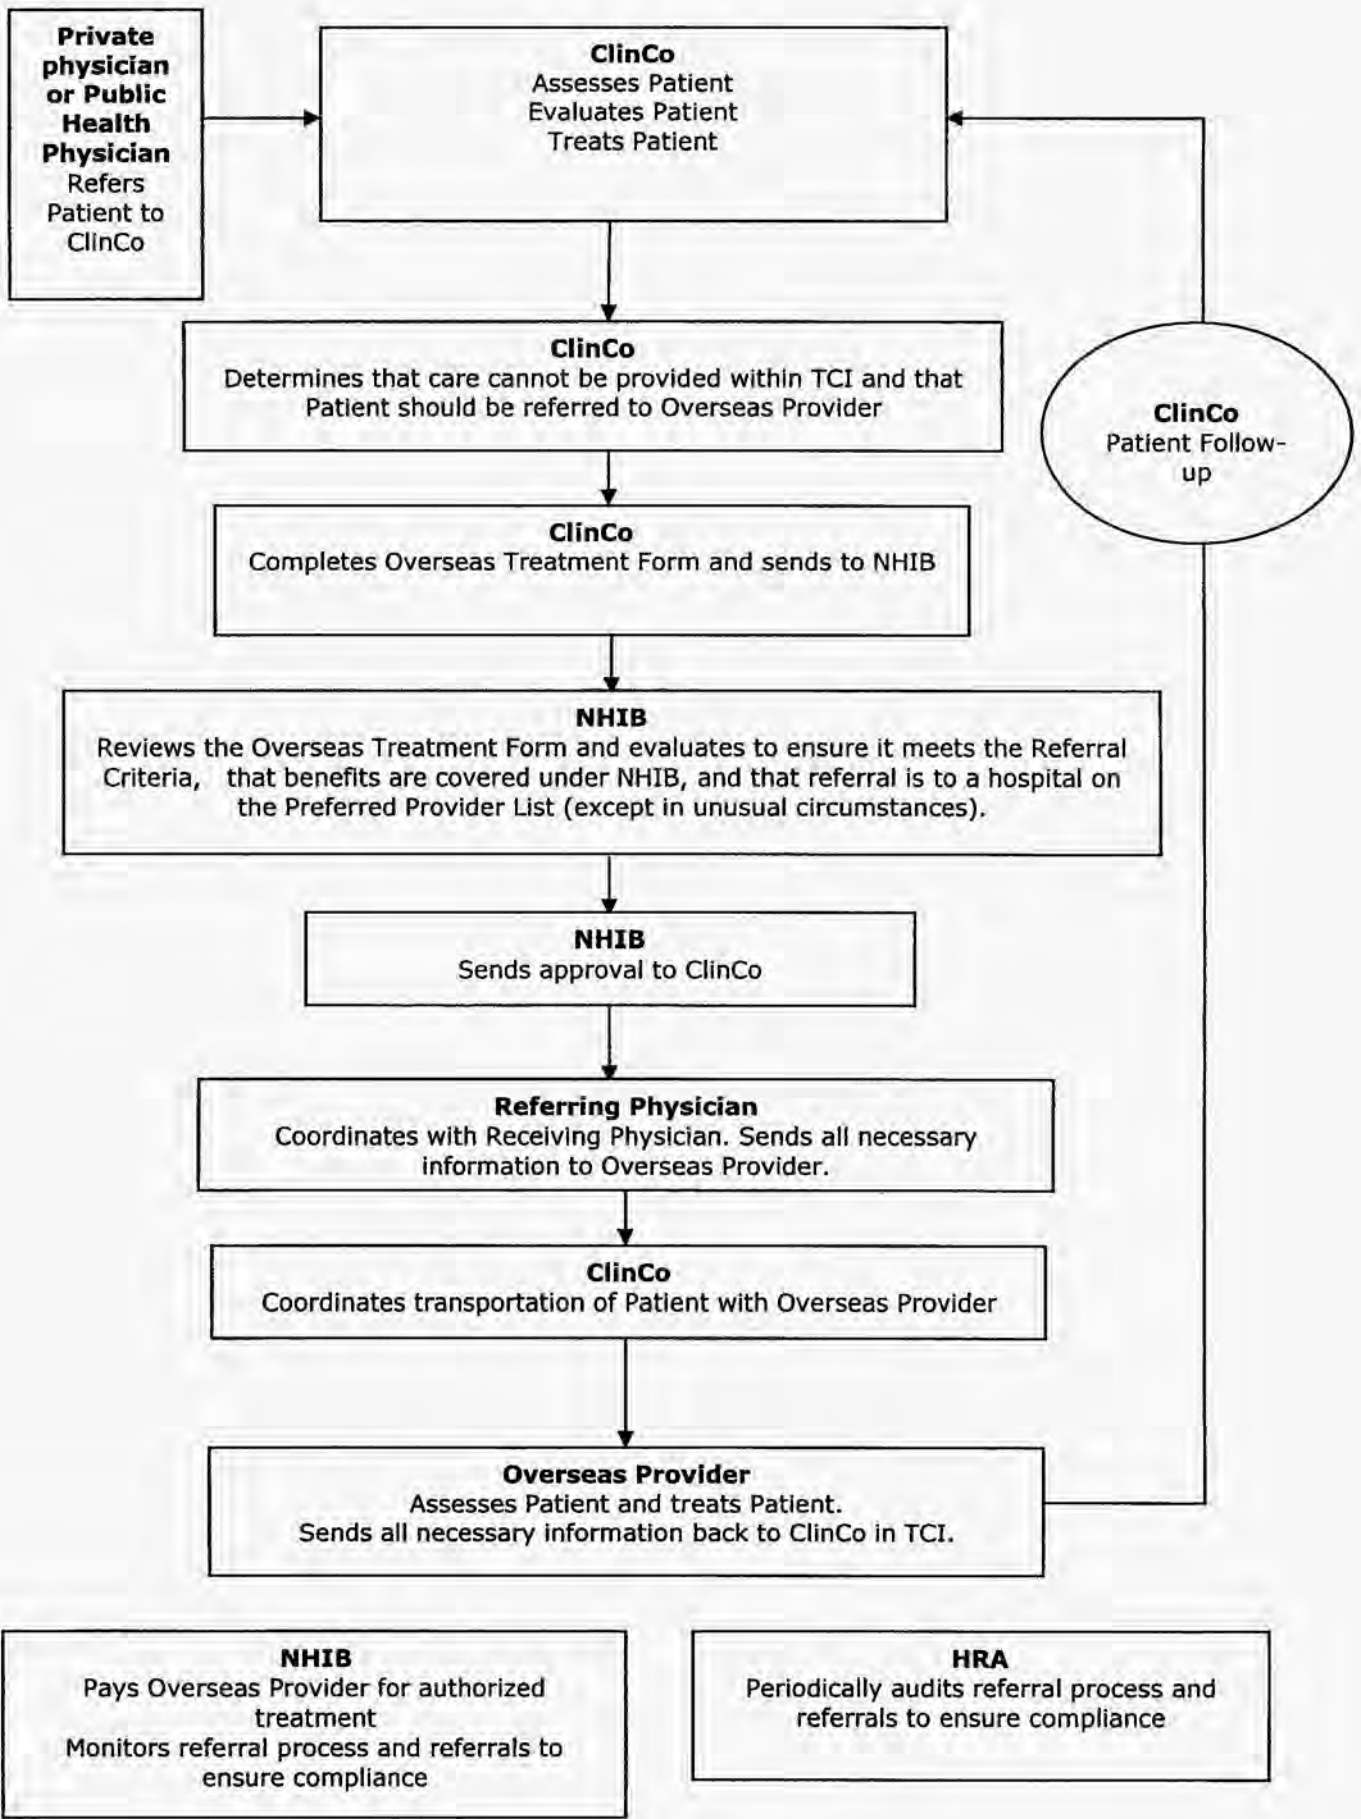 Private
physician
or Public
Health
Physician
Refers
Patient to
ClinCo
ClinCo
Assesses Patient
Evaluates Patient
Treats Patient
ClinCo
Determines that care cannot be provided within TCI and that
Patient should be referred to Overseas Provider
ClinCo
Patient Follow-
up
ClinCo
Completes Overseas Treatment Form and sends to NHIB
NHIB
Reviews the Overseas Treatment Form and evaluates to ensure it meets the Referral
Criteria, that benefits are covered under NHIB, and that referral is to a hospital on
the Preferred Provider List (except in unusual circumstances).
NHIB
Sends approval to ClinCo
Referring Physician
Coordinates with Receiving Physician. Sends all necessary
information to Overseas Provider.
ClinCo
Coordinates transportation of Patient with Overseas Provider
Overseas Provider
Assesses Patient and treats Patient.
Sends all necessary information back to ClinCo in TCI.
NHIB
Pays Overseas Provider for authorized
treatment
Monitors referral process and referrals to
ensure compliance
HRA
Periodically audits referral process and
referrals to ensure compliance